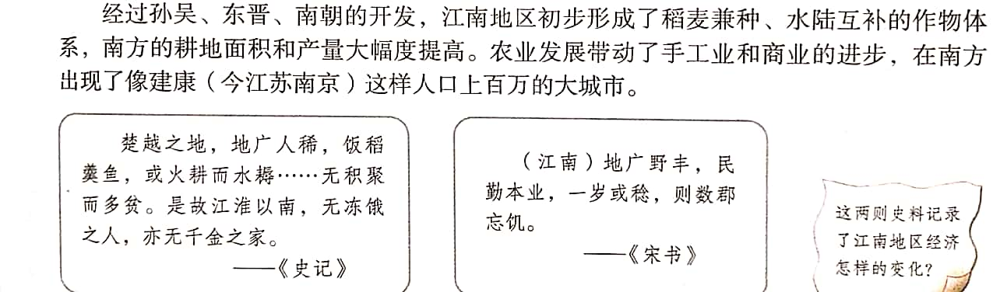 经过孙吴、东晋、南朝的开发，江南地区初步形成了稻麦兼种、水陆互补的作物体
系，南方的耕地面积和产量大幅度提高。农业发展带动了手工业和商业的进步，在南方
出现了像建康（今江苏南京）这样人口上百万的大城市。
楚越之地，地广人稀，饭稻
羹鱼，或火耕而水耨……无积聚
而多贫。是故江淮以南，无冻饿
之人，亦无千金之家。
——《史记》
（江南）地广野丰，民
勤本业，一岁或稔，则数郡
忘饥。
——《宋书》
这两则史料记录
了江南地区经济
怎样的变化？